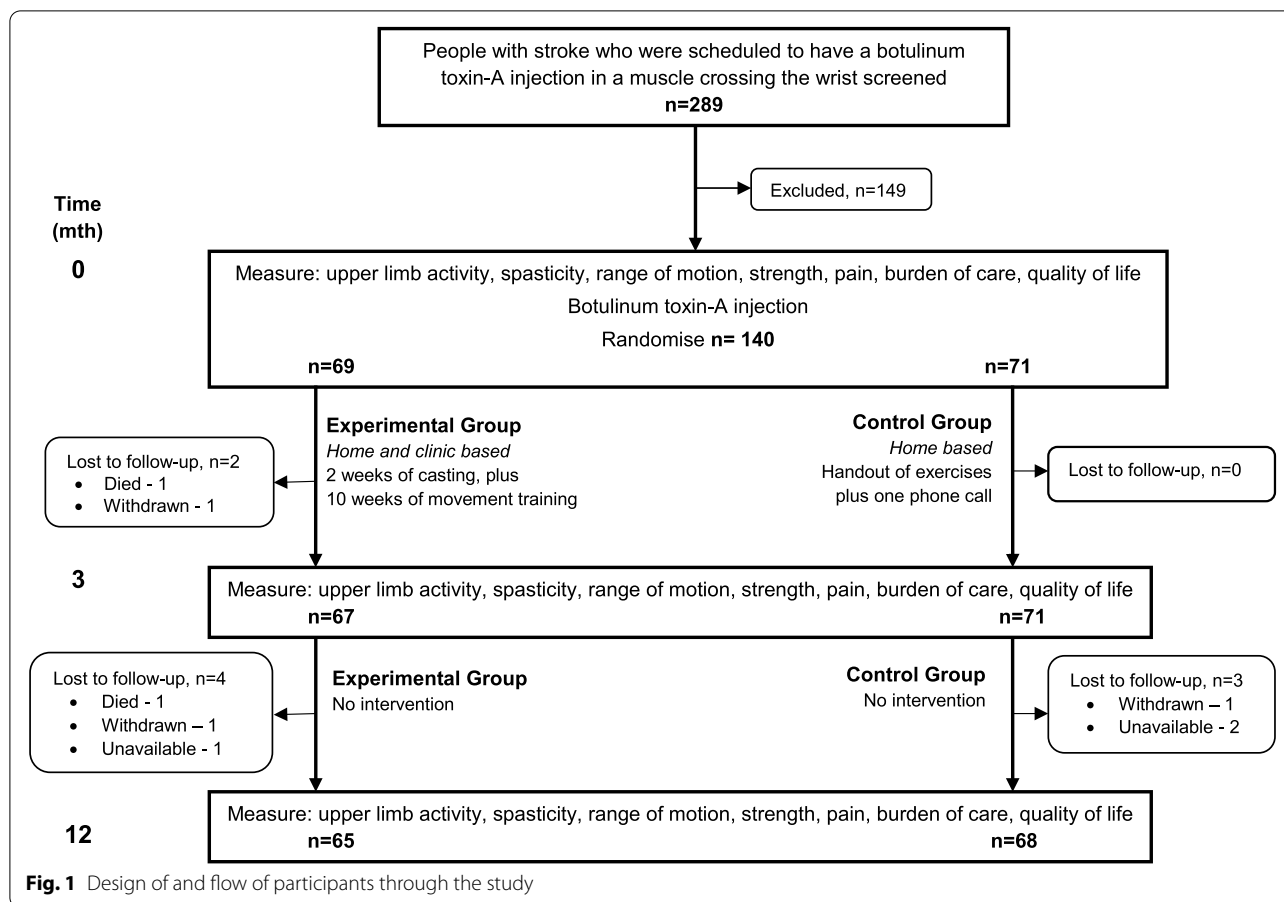 People with stroke who were scheduled to have a botulinum
toxin-A injection in a muscle crossing the wrist screened
n=289
Excluded, n=149
Time
(mth)
0
Measure: upper limb activity, spasticity, range of motion, strength, pain, burden of care, quality of life
Botulinum toxin-A injection
Randomise n= 140
n=69
n=71
Experimental Group
Home and clinic based
2 weeks of casting, plus
10 weeks of movement training
Control Group
Home based
Handout of exercises
plus one phone call
Lost to follow-up, n=2
• Died - 1
• Withdrawn - 1
Lost to follow-up, n=0
3
Measure: upper limb activity, spasticity, range of motion, strength, pain, burden of care, quality of life
n=67
n=71
Lost to follow-up, n=4
• Died - 1
• Withdrawn – 1
• Unavailable - 1
Experimental Group
No intervention
Control Group
No intervention
Lost to follow-up, n=3
• Withdrawn – 1
• Unavailable - 2
12
Measure: upper limb activity, spasticity, range of motion, strength, pain, burden of care, quality of life
n=65
n=68
Fig. 1 Design of and flow of participants through the study